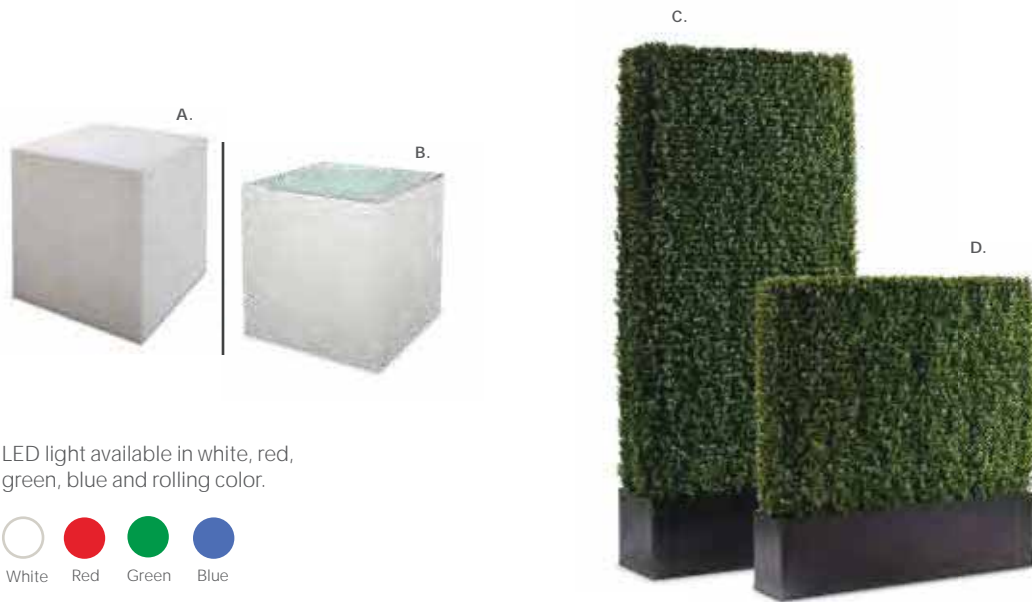 A.
B.
C.
D.
LED light available in white, red,
green, blue and rolling color.
White Red Green Blue